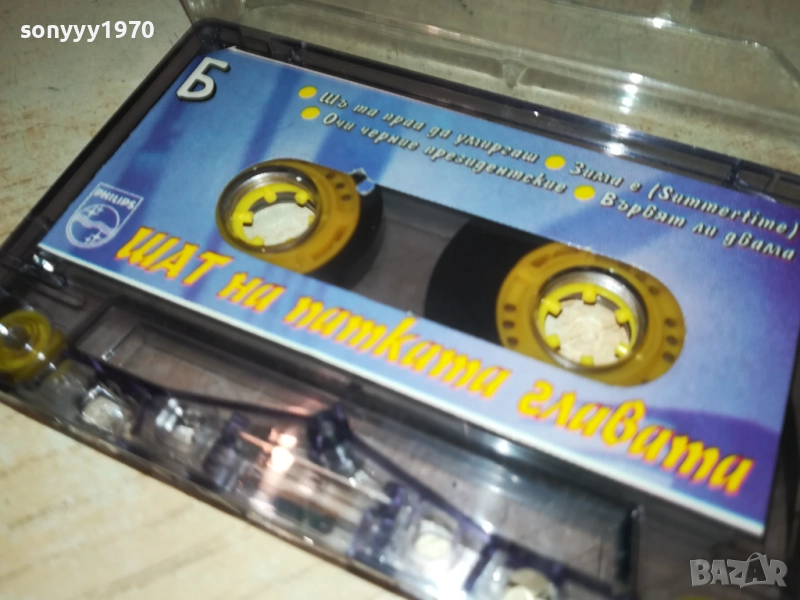 sonyyy1970
Б
Шъ та праа да умиргаш
Зима е (Summertime)
Очи черние президентские
Вървят ли двама
PHILIPS
ШАТ на патката главата
BAZAR